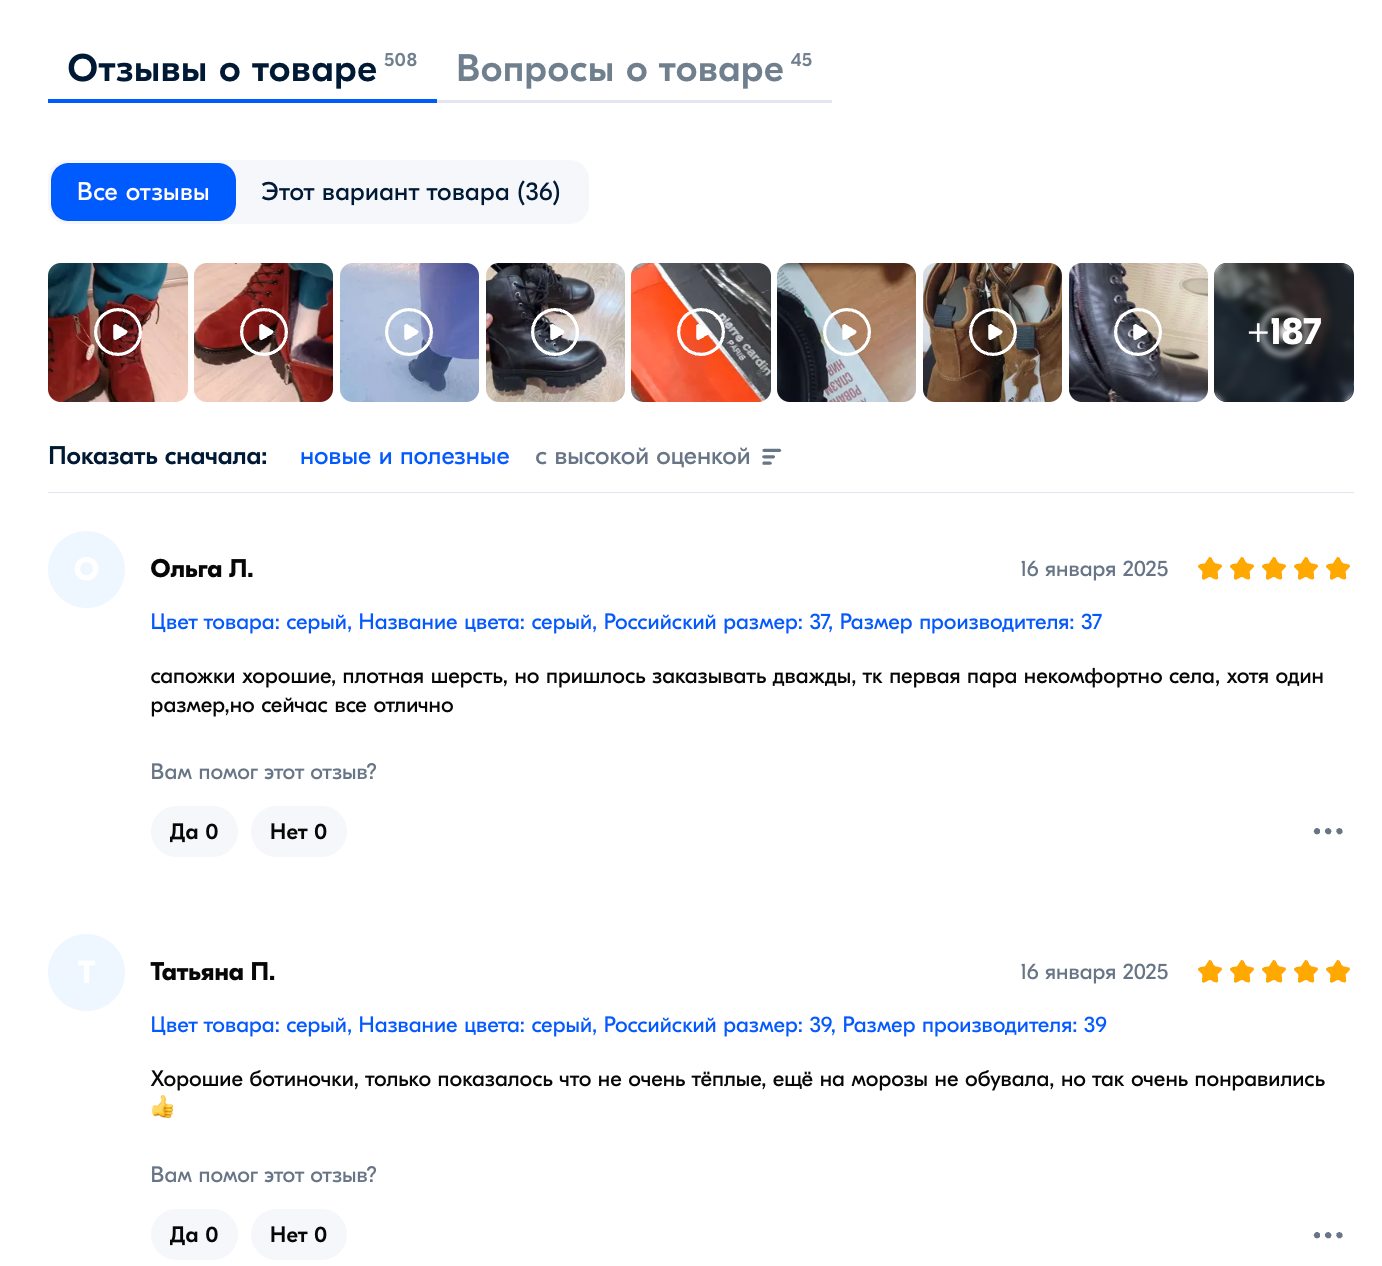 Отзывы о товаре 508 Вопросы о товаре 45
Все отзывы Этот вариант товара (36)
pierre cardin
PARIS
+187
Показать сначала: новые и полезные с высокой оценкой
О
Ольга Л. 16 января 2025
Цвет товара: серый, Название цвета: серый, Российский размер: 37, Размер производителя: 37
сапожки хорошие, плотная шерсть, но пришлось заказывать дважды, тк первая пара некомфортно села, хотя один
размер,но сейчас все отлично
Вам помог этот отзыв?
Да 0 Нет 0
Т
Татьяна П. 16 января 2025
Цвет товара: серый, Название цвета: серый, Российский размер: 39, Размер производителя: 39
Хорошие ботиночки, только показалось что не очень тёплые, ещё на морозы не обувала, но так очень понравились
👍
Вам помог этот отзыв?
Да 0 Нет 0